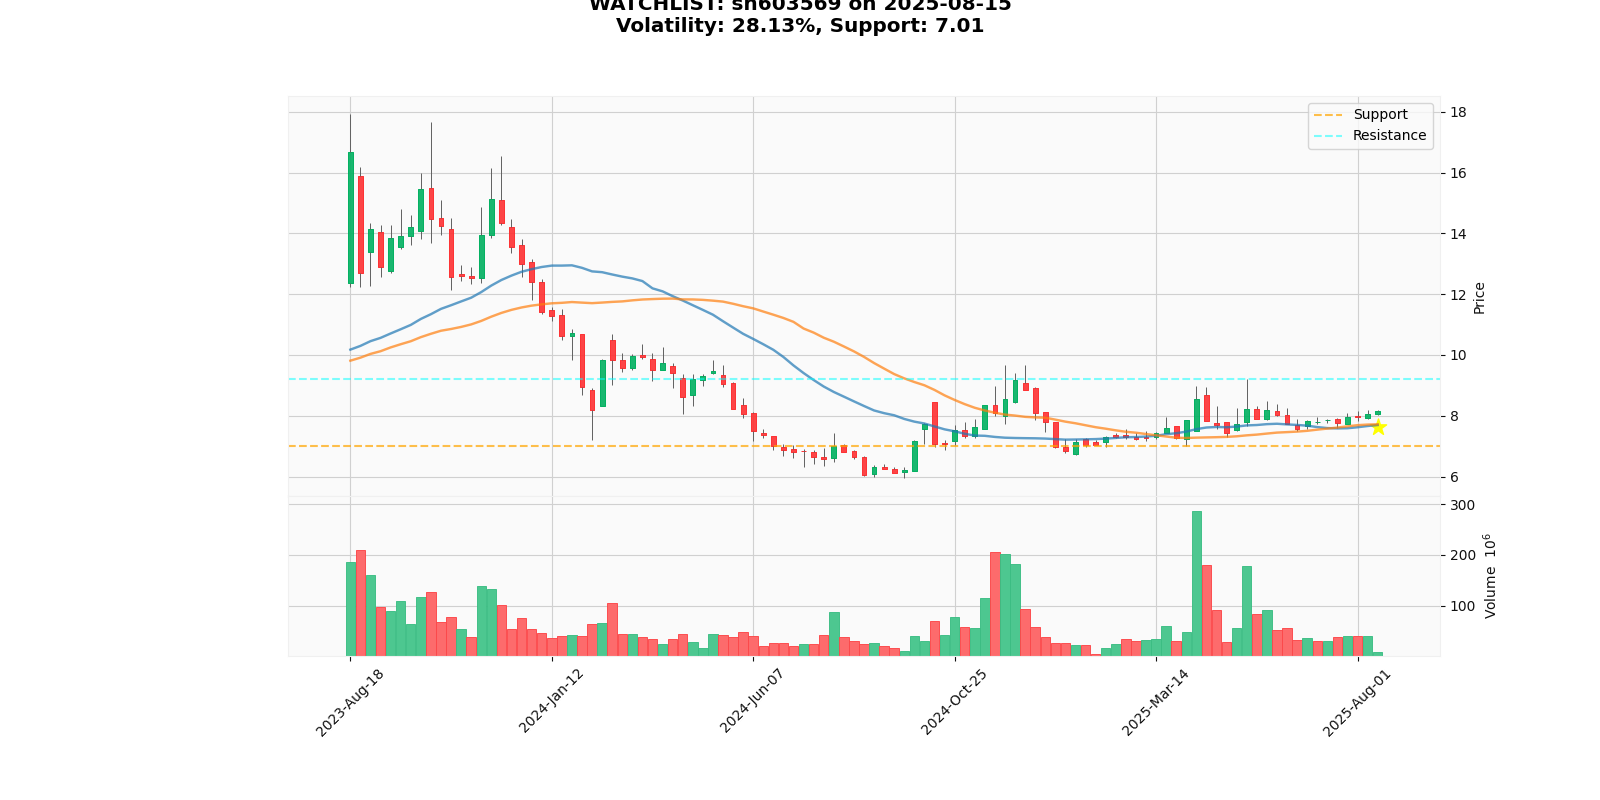 WATCHLIST: sh603569 on 2025-08-15
Volatility: 28.13%, Support: 7.01
Support
Resistance
18
16
14
12
10
8
6
Price
300
200
100
Volume 10⁶
2023-Aug-18
2024-Jan-12
2024-Jun-07
2024-Oct-25
2025-Mar-14
2025-Aug-01